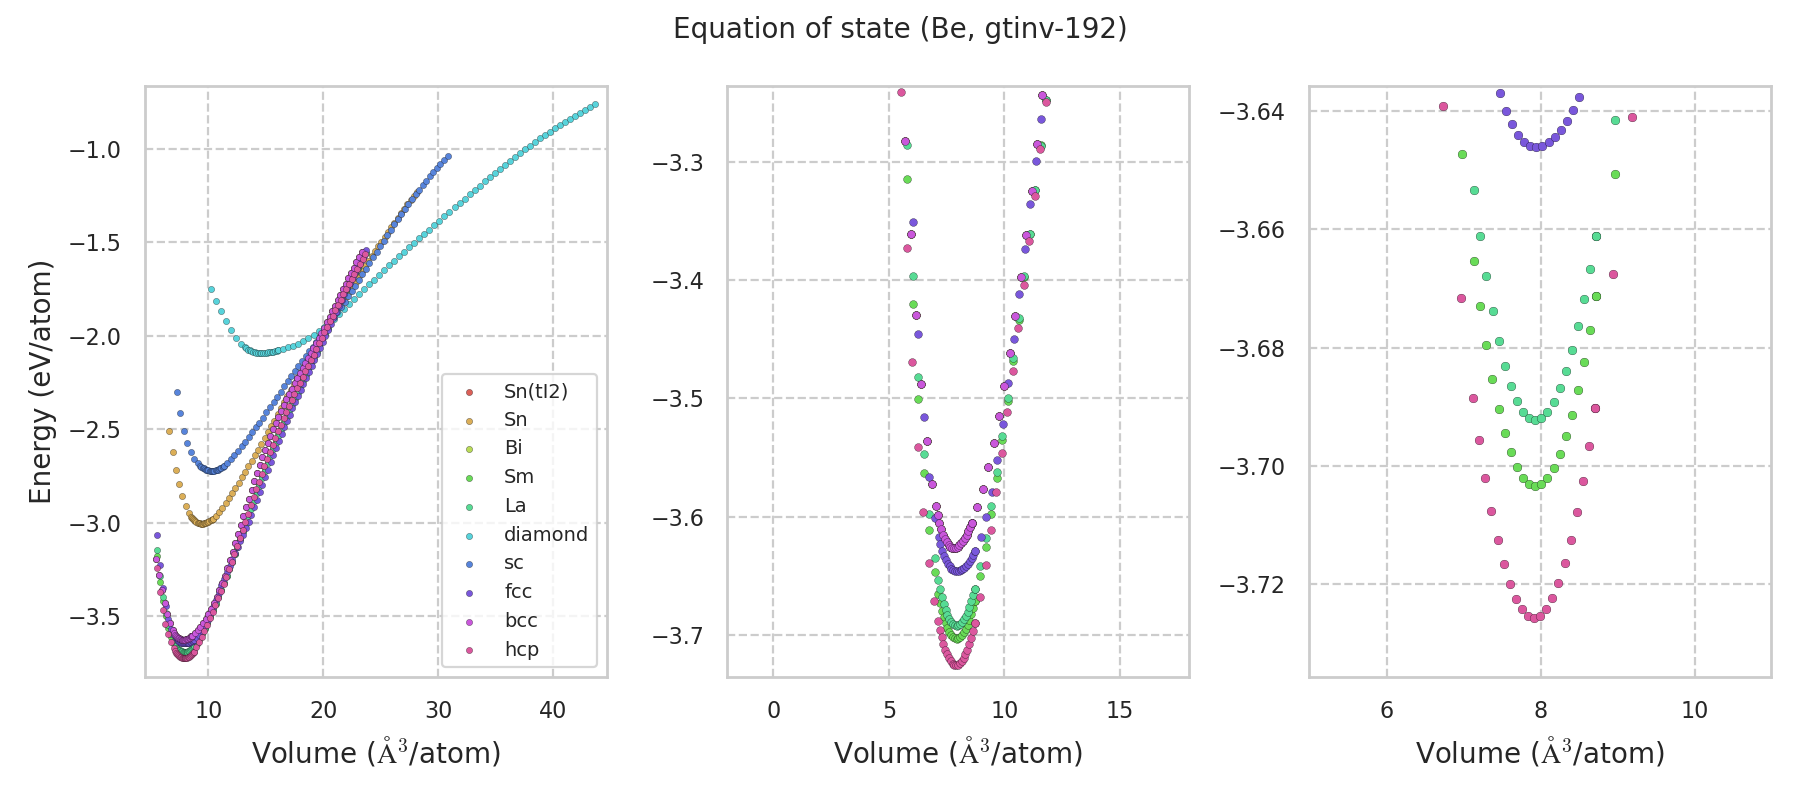 Equation of state (Be, gtinv-192)
Energy (eV/atom)
−1.0
−1.5
−2.0
−2.5
−3.0
−3.5
10 20 30 40
Volume (Å³/atom)
Sn(tI2)
Sn
Bi
Sm
La
diamond
sc
fcc
bcc
hcp
−3.3
−3.4
−3.5
−3.6
−3.7
0 5 10 15
Volume (Å³/atom)
−3.64
−3.66
−3.68
−3.70
−3.72
6 8 10
Volume (Å³/atom)